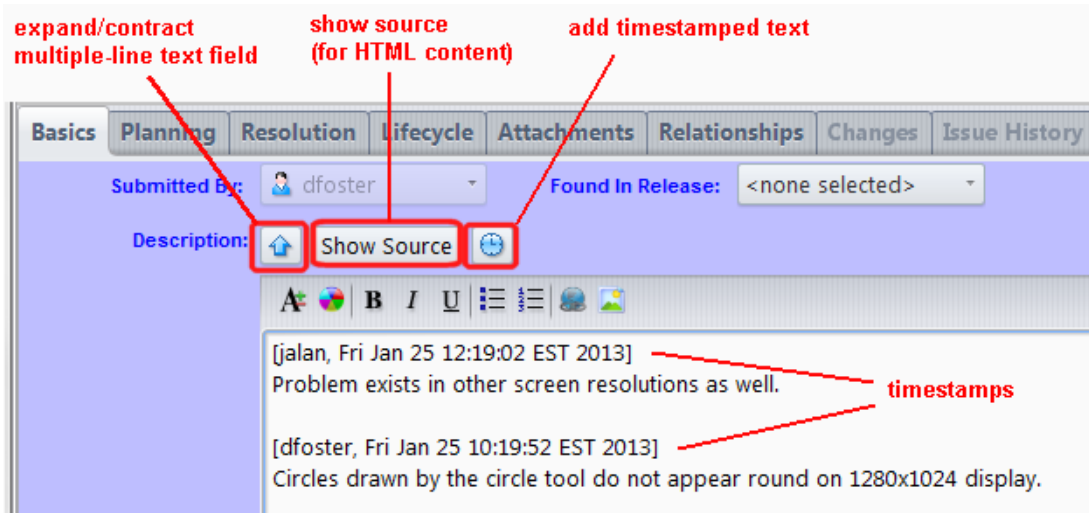 expand/contract
multiple-line text field
show source
(for HTML content)
add timestamped text
Basics Planning Resolution Lifecycle Attachments Relationships Changes Issue History
Submitted By: dfoster Found In Release: <none selected>
Description: Show Source
B I U
[jalan, Fri Jan 25 12:19:02 EST 2013]
Problem exists in other screen resolutions as well.
timestamps
[dfoster, Fri Jan 25 10:19:52 EST 2013]
Circles drawn by the circle tool do not appear round on 1280x1024 display.